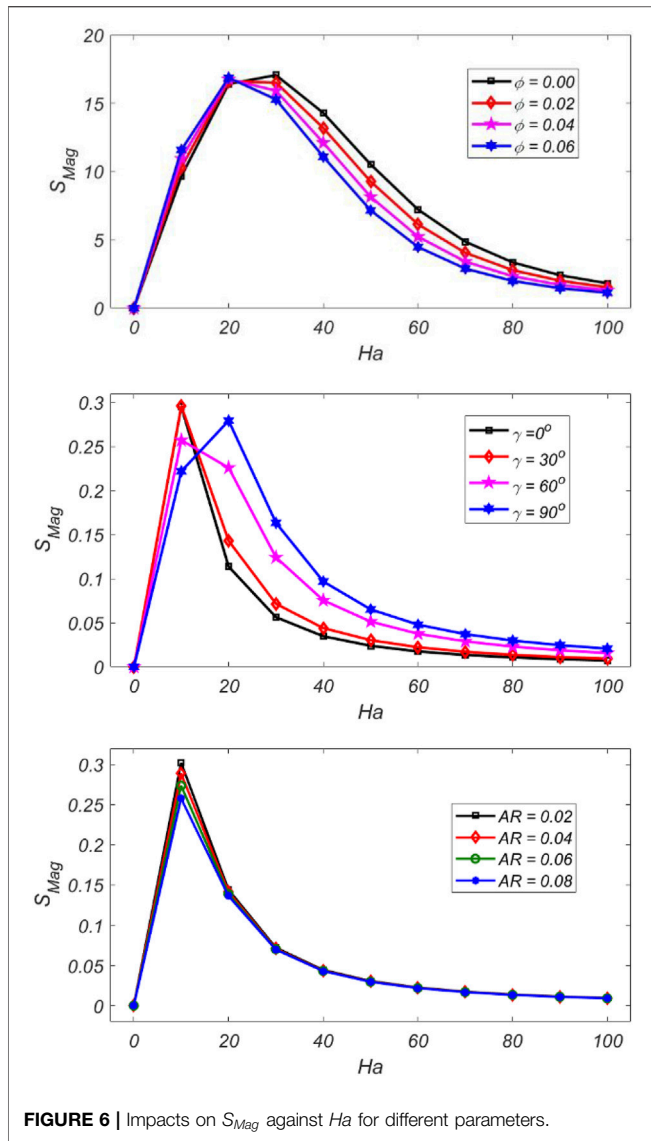 20
15
10
5
0
S_Mag
0 20 40 60 80 100
Ha
ϕ = 0.00
ϕ = 0.02
ϕ = 0.04
ϕ = 0.06
0.3
0.25
0.2
0.15
0.1
0.05
0
S_Mag
0 20 40 60 80 100
Ha
γ =0°
γ = 30°
γ = 60°
γ = 90°
0.3
0.25
0.2
0.15
0.1
0.05
0
S_Mag
0 20 40 60 80 100
Ha
AR = 0.02
AR = 0.04
AR = 0.06
AR = 0.08
FIGURE 6 | Impacts on S_Mag against Ha for different parameters.